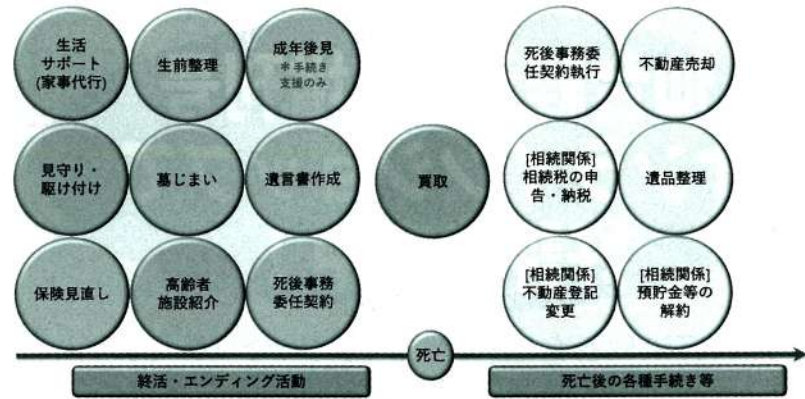 生活
サポート
(家事代行)
生前整理
成年後見
＊手続き
支援のみ
見守り・
駆け付け
墓じまい
遺言書作成
保険見直し
高齢者
施設紹介
死後事務
委任契約
買取
死後事務委
任契約執行
不動産売却
[相続関係]
相続税の申
告・納税
遺品整理
[相続関係]
不動産登記
変更
[相続関係]
預貯金等の
解約
死亡
終活・エンディング活動
死亡後の各種手続き等